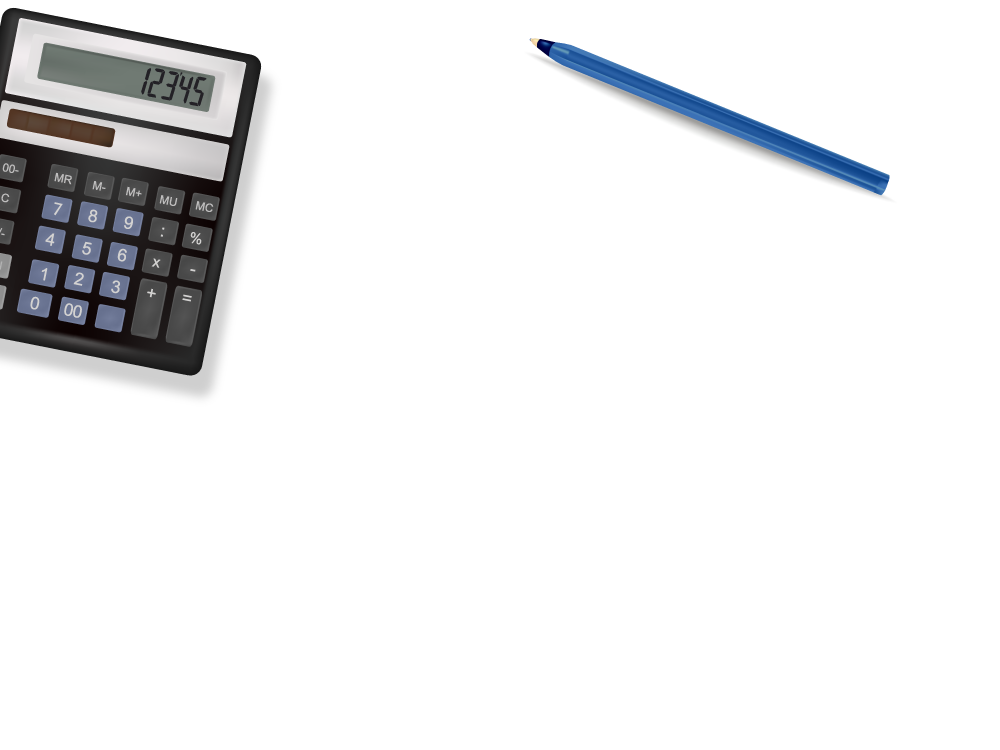 12345
00-
MR M- M+ MU MC
C 7 8 9 : %
4 5 6 x -
1 2 3 + =
0 00